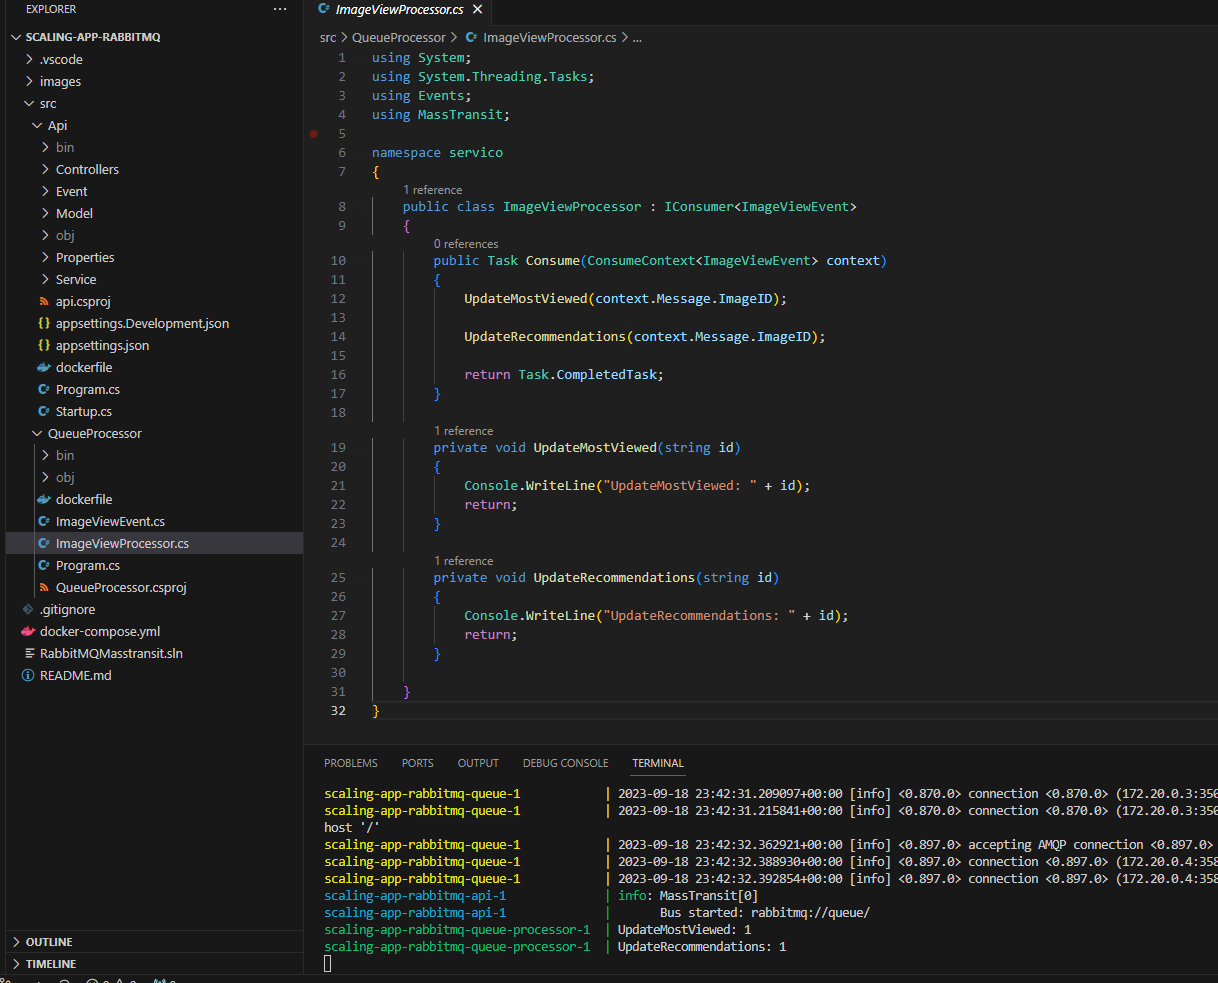 EXPLORER
SCALING-APP-RABBITMQ
.vscode
images
src
Api
bin
Controllers
Event
Model
obj
Properties
Service
api.csproj
appsettings.Development.json
appsettings.json
dockerfile
Program.cs
Startup.cs
QueueProcessor
bin
obj
dockerfile
ImageViewEvent.cs
ImageViewProcessor.cs
Program.cs
QueueProcessor.csproj
.gitignore
docker-compose.yml
RabbitMQMasstransit.sln
README.md
OUTLINE
TIMELINE
ImageViewProcessor.cs
src > QueueProcessor > ImageViewProcessor.cs > ...
1 using System;
2 using System.Threading.Tasks;
3 using Events;
4 using MassTransit;
5
6 namespace servico
7 {
1 reference
8 public class ImageViewProcessor : IConsumer<ImageViewEvent>
9 {
0 references
10 public Task Consume(ConsumeContext<ImageViewEvent> context)
11 {
12 UpdateMostViewed(context.Message.ImageID);
13
14 UpdateRecommendations(context.Message.ImageID);
15
16 return Task.CompletedTask;
17 }
18
1 reference
19 private void UpdateMostViewed(string id)
20 {
21 Console.WriteLine("UpdateMostViewed: " + id);
22 return;
23 }
24
1 reference
25 private void UpdateRecommendations(string id)
26 {
27 Console.WriteLine("UpdateRecommendations: " + id);
28 return;
29 }
30
31 }
32 }
PROBLEMS PORTS OUTPUT DEBUG CONSOLE TERMINAL
scaling-app-rabbitmq-queue-1 | 2023-09-18 23:42:31.209097+00:00 [info] <0.870.0> connection <0.870.0> (172.20.0.3:350
scaling-app-rabbitmq-queue-1 | 2023-09-18 23:42:31.215841+00:00 [info] <0.870.0> connection <0.870.0> (172.20.0.3:350
host '/'
scaling-app-rabbitmq-queue-1 | 2023-09-18 23:42:32.362921+00:00 [info] <0.897.0> accepting AMQP connection <0.897.0>
scaling-app-rabbitmq-queue-1 | 2023-09-18 23:42:32.388930+00:00 [info] <0.897.0> connection <0.897.0> (172.20.0.4:358
scaling-app-rabbitmq-queue-1 | 2023-09-18 23:42:32.392854+00:00 [info] <0.897.0> connection <0.897.0> (172.20.0.4:358
scaling-app-rabbitmq-api-1 | info: MassTransit[0]
scaling-app-rabbitmq-api-1 | Bus started: rabbitmq://queue/
scaling-app-rabbitmq-queue-processor-1 | UpdateMostViewed: 1
scaling-app-rabbitmq-queue-processor-1 | UpdateRecommendations: 1